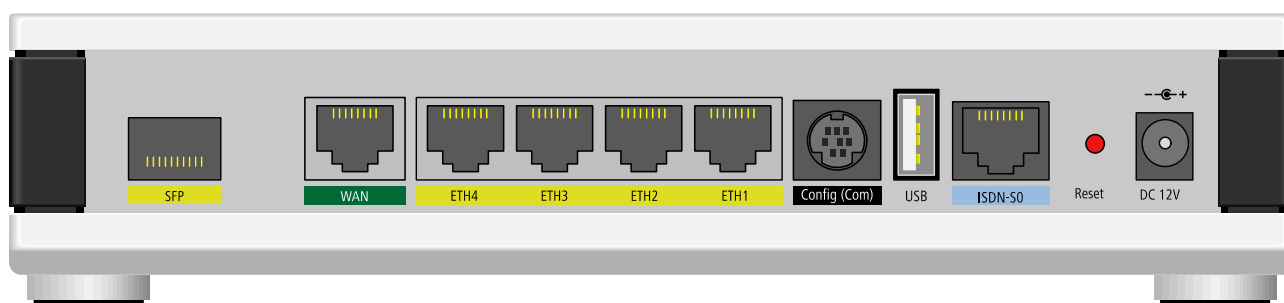 SFP
WAN
ETH4
ETH3
ETH2
ETH1
Config (Com)
USB
ISDN-S0
Reset
- +
DC 12V